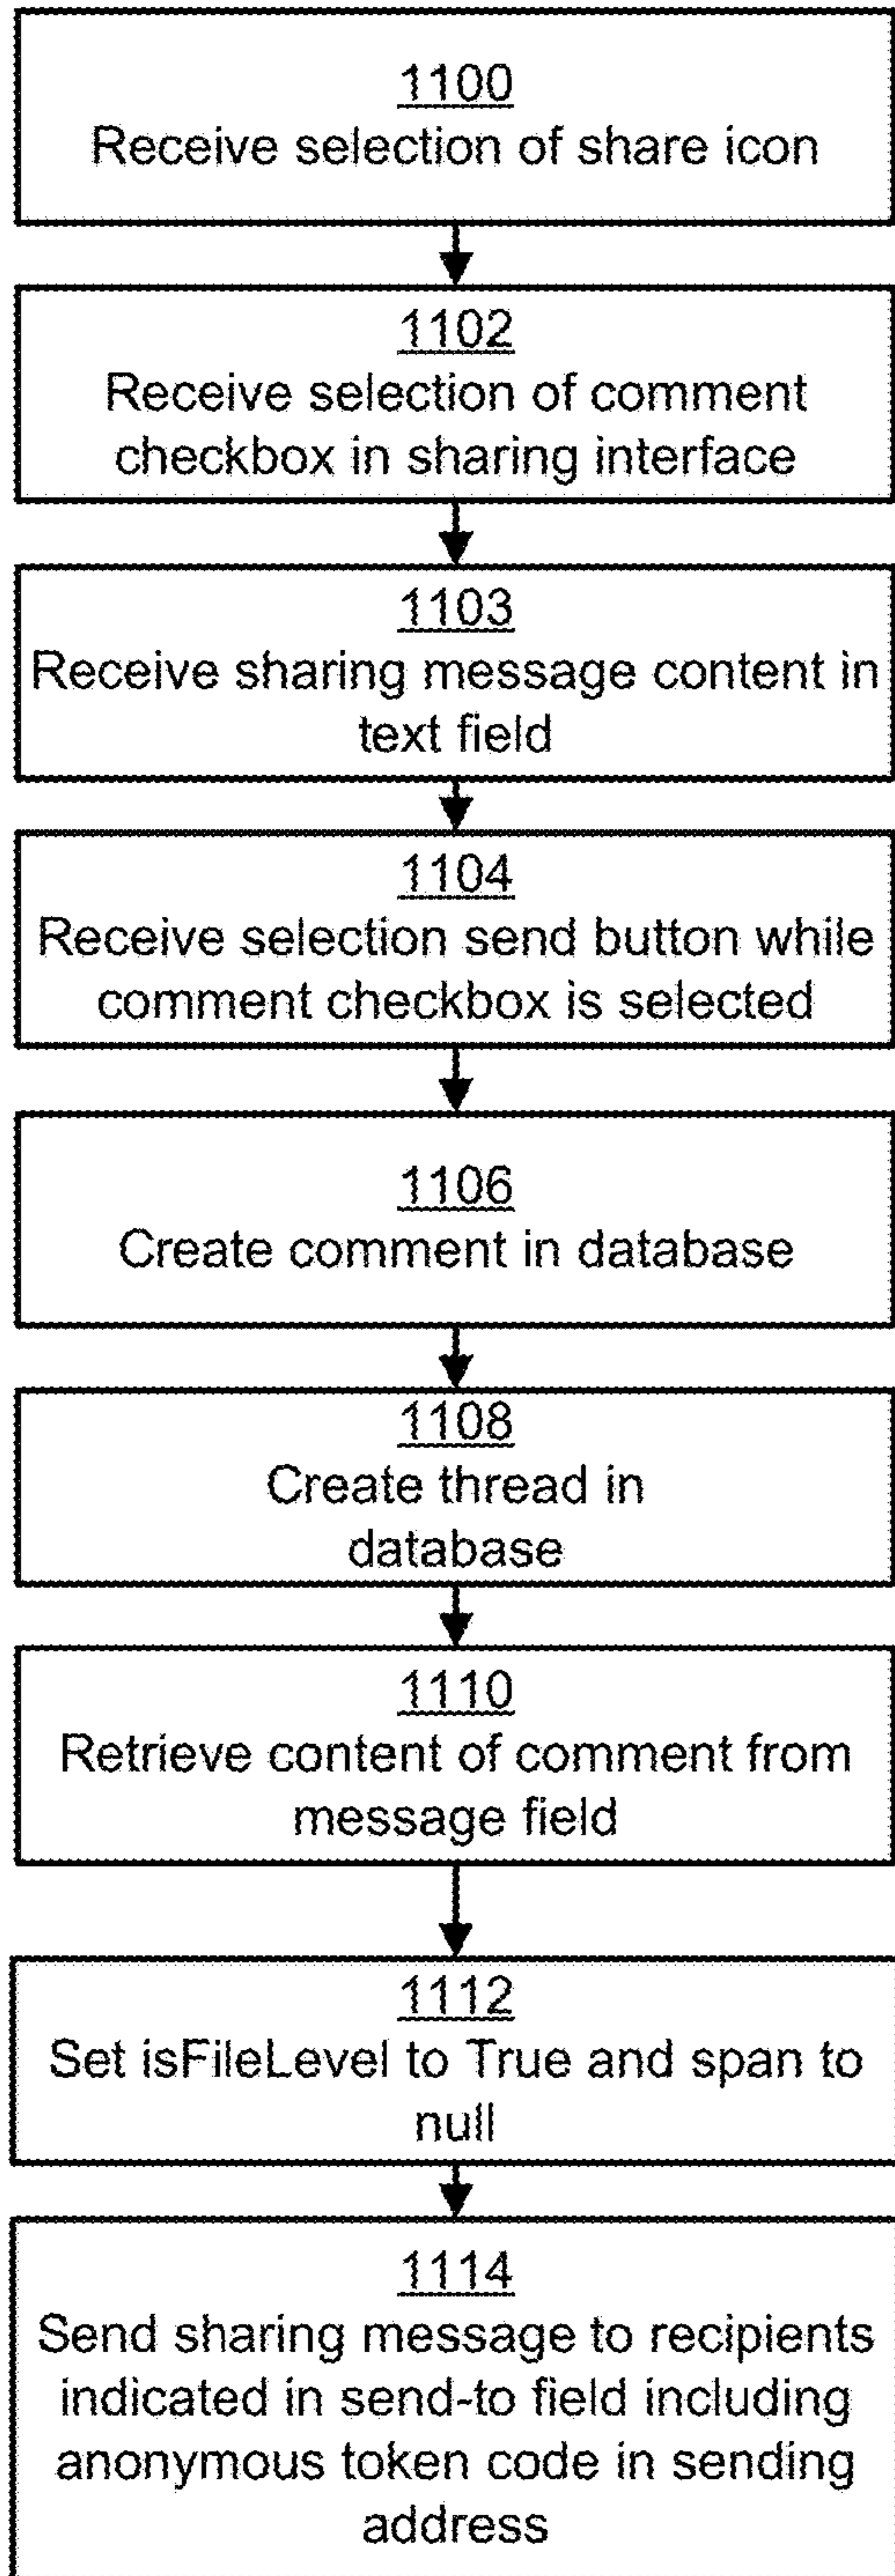 1100
Receive selection of share icon
1102
Receive selection of comment
checkbox in sharing interface
1103
Receive sharing message content in
text field
1104
Receive selection send button while
comment checkbox is selected
1106
Create comment in database
1108
Create thread in
database
1110
Retrieve content of comment from
message field
1112
Set isFileLevel to True and span to
null
1114
Send sharing message to recipients
indicated in send-to field including
anonymous token code in sending
address